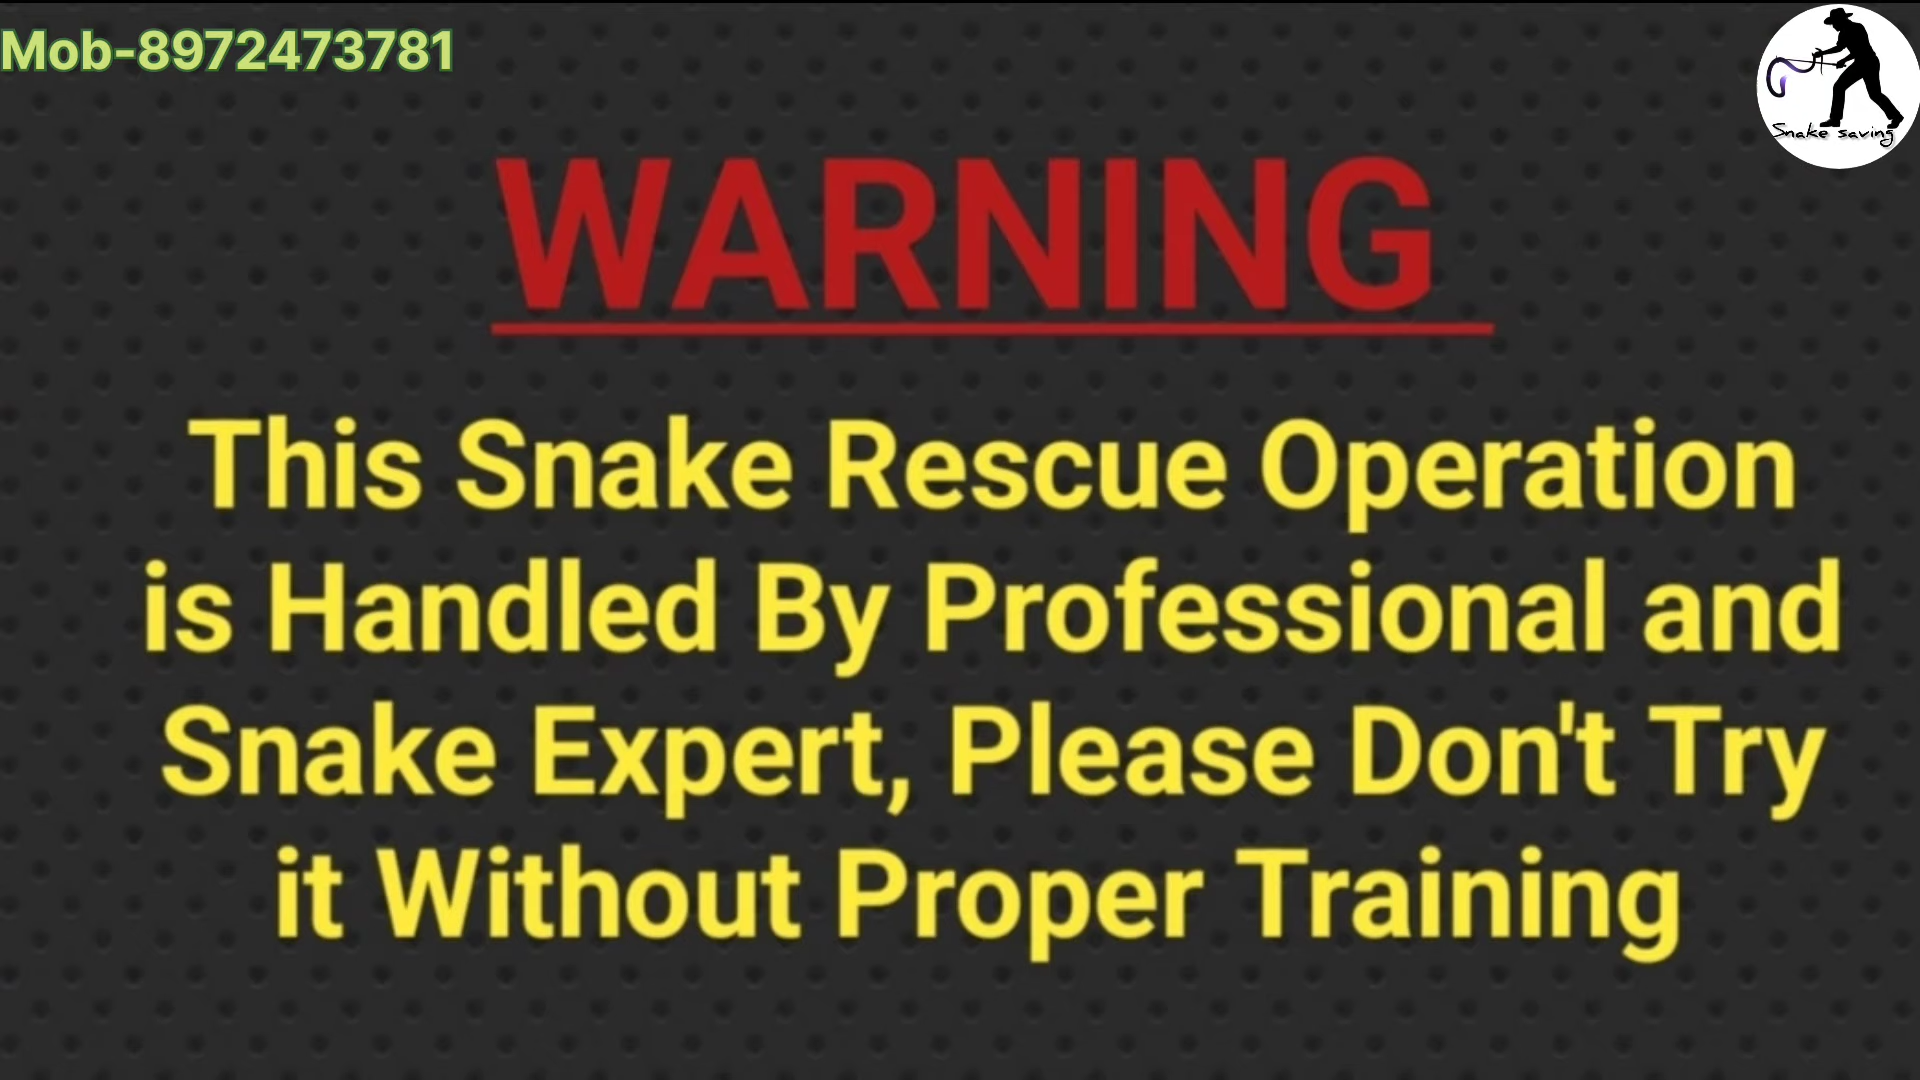 Mob-8972473781
Snake saving
WARNING
This Snake Rescue Operation
is Handled By Professional and
Snake Expert, Please Don't Try
it Without Proper Training